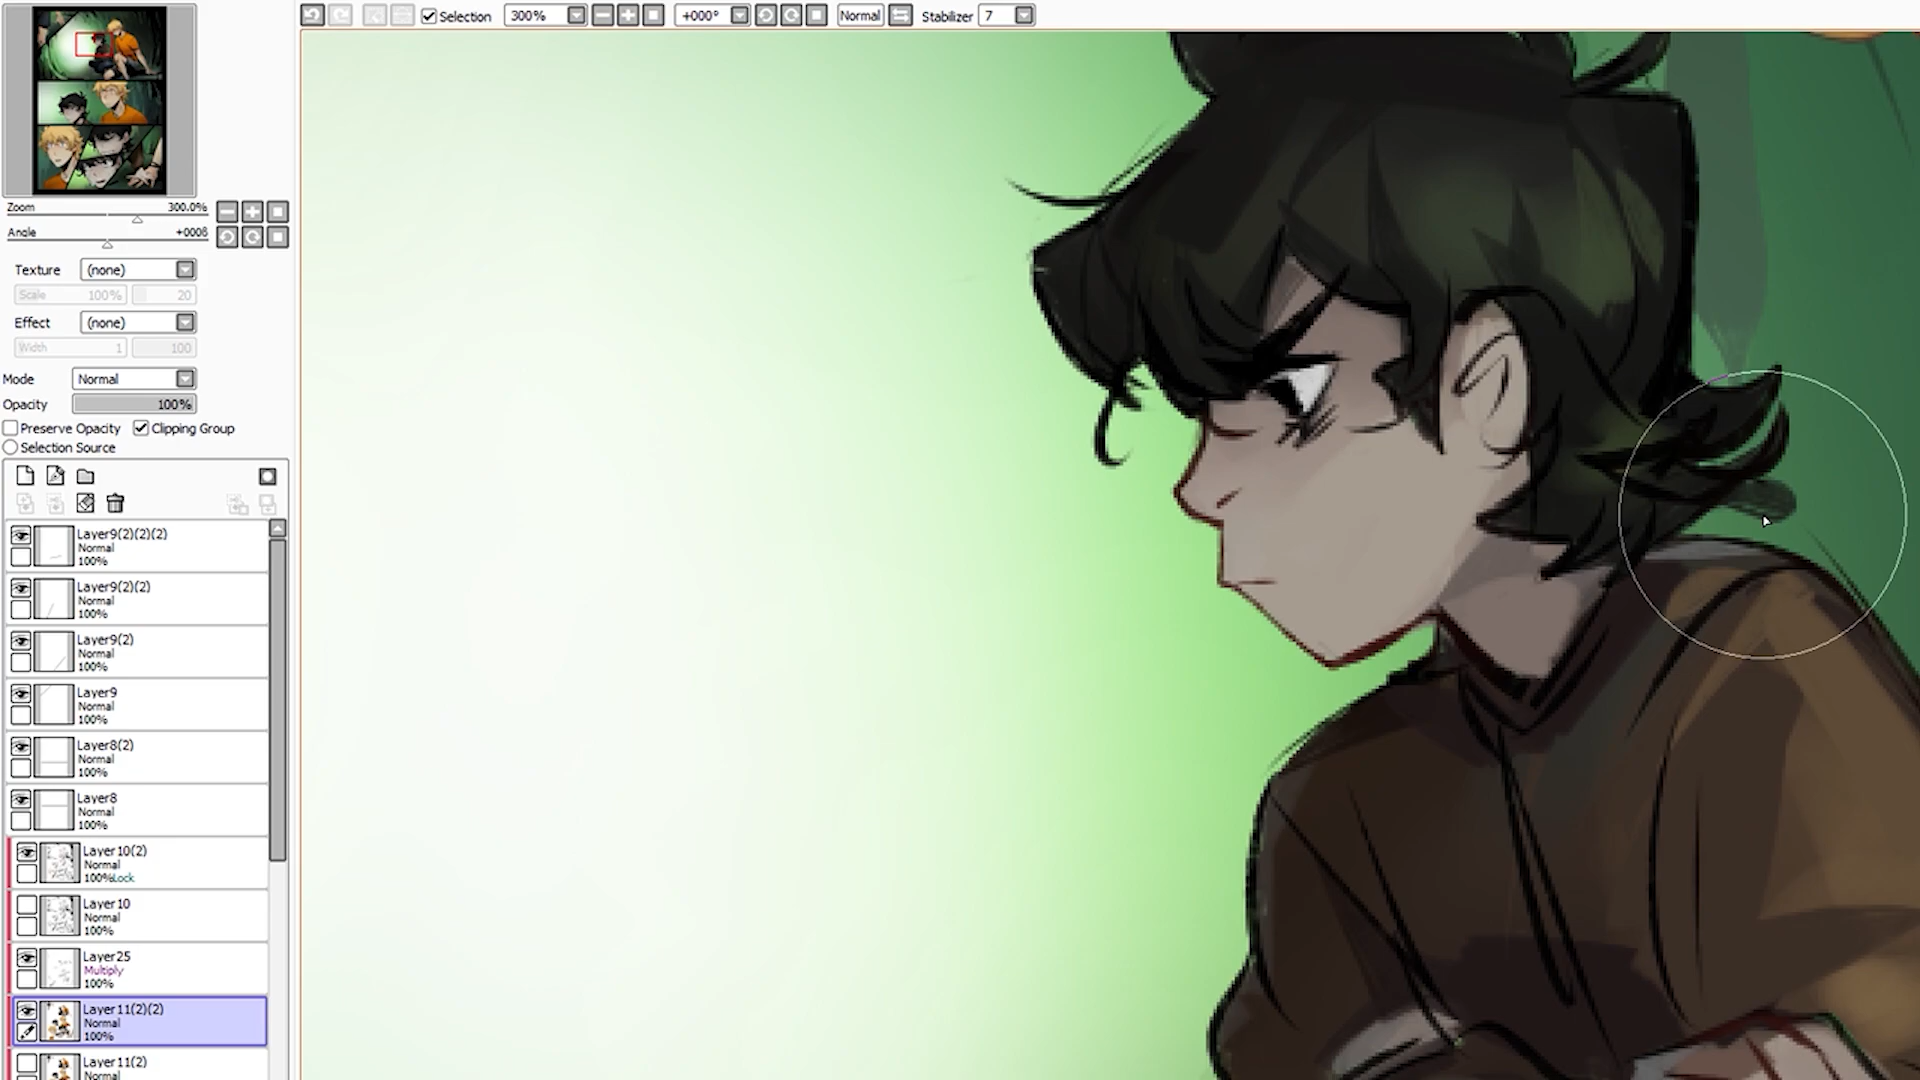 Selection 300% +000° Normal Stabilizer 7
Zoom 300.0%
Angle +000
Texture (none)
Scale 100% 20
Effect (none)
Width 1 100
Mode Normal
Opacity 100%
Preserve Opacity Clipping Group
Selection Source
Layer9(2)(2)(2)
Normal
100%
Layer9(2)(2)
Normal
100%
Layer9(2)
Normal
100%
Layer9
Normal
100%
Layer8(2)
Normal
100%
Layer8
Normal
100%
Layer10(2)
Normal
100%Lock
Layer10
Normal
100%
Layer25
Multiply
100%
Layer11(2)(2)
Normal
100%
Layer11(2)
Normal